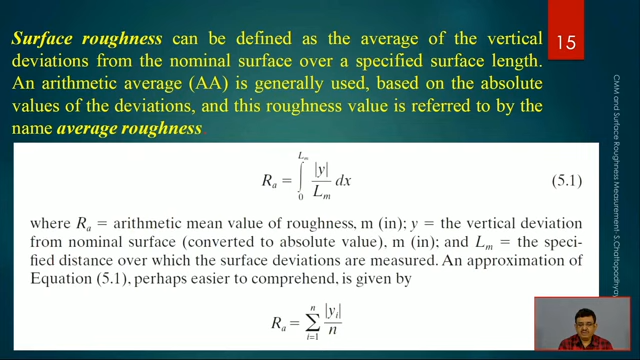 Surface roughness can be defined as the average of the vertical
deviations from the nominal surface over a specified surface length.
An arithmetic average (AA) is generally used, based on the absolute
values of the deviations, and this roughness value is referred to by the
name average roughness
15
R_a = ∫_0^{L_m} |y|/L_m dx (5.1)
where R_a = arithmetic mean value of roughness, m (in); y = the vertical deviation
from nominal surface (converted to absolute value), m (in); and L_m = the speci-
fied distance over which the surface deviations are measured. An approximation of
Equation (5.1), perhaps easier to comprehend, is given by
R_a = ∑_{i=1}^{n} |y_i|/n
CMM and Surface Roughness Measurement-S.Chattopadhyay